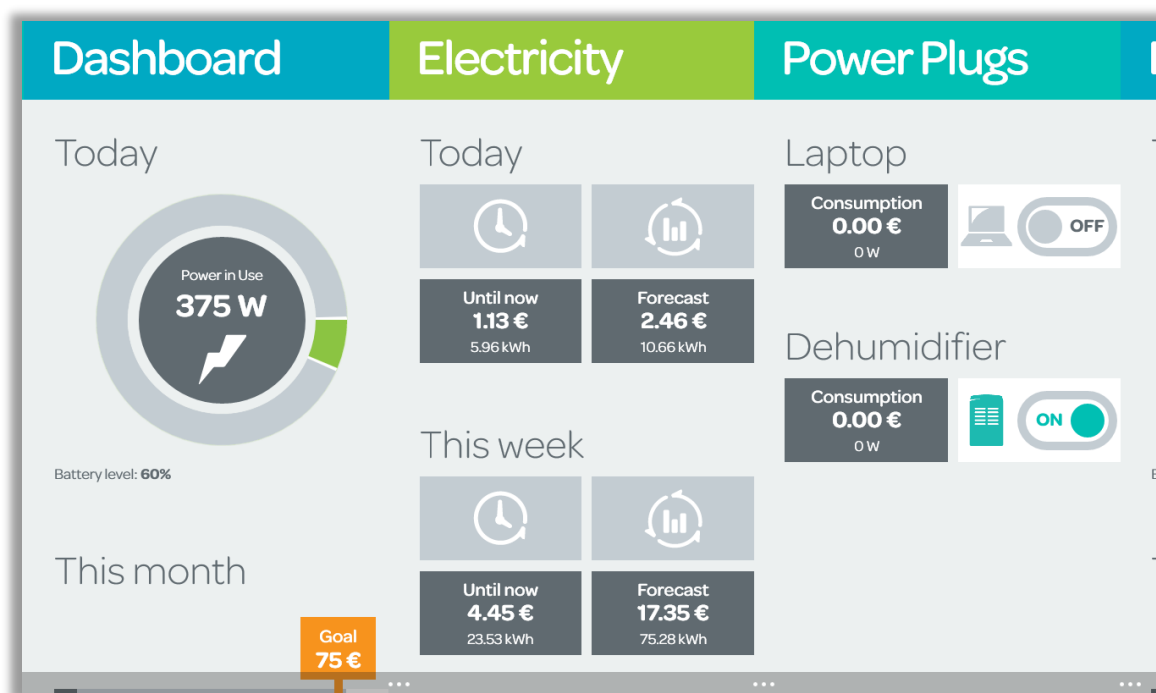 Dashboard
Today
Power in Use
375 W
Battery level: 60%
This month
Goal
75 €
Electricity
Today
Until now
1.13 €
5.96 kWh
Forecast
2.46 €
10.66 kWh
This week
Until now
4.45 €
23.53 kWh
Forecast
17.35 €
75.28 kWh
Power Plugs
Laptop
Consumption
0.00 €
0 W
OFF
Dehumidifier
Consumption
0.00 €
0 W
ON